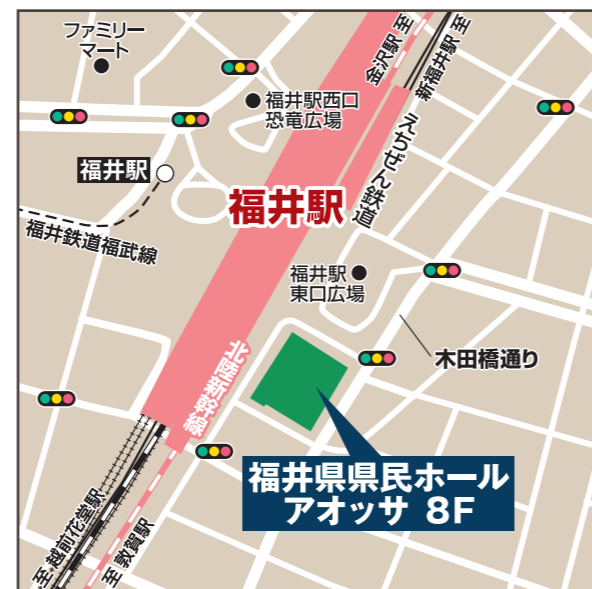 ファミリー
マート
金沢駅 至
新福井駅 至
福井駅西口
恐竜広場
えちぜん鉄道
福井駅
福井駅
福井鉄道福武線
福井駅
東口広場
木田橋通り
北陸新幹線
福井県県民ホール
アオッサ 8F
至 越前花堂駅
至 敦賀駅